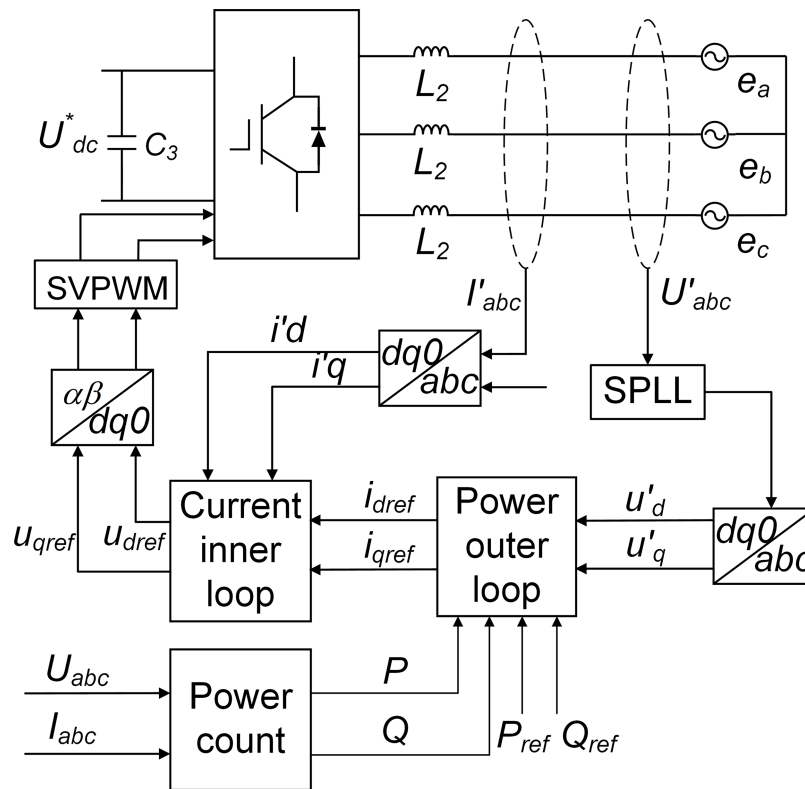 L2
ea
U*dc
C3
L2
eb
L2
ec
SVPWM
I'abc
U'abc
i'd
i'q
dq0
abc
SPLL
αβ
dq0
uqref
udref
Current
inner
loop
idref
iqref
Power
outer
loop
u'd
u'q
dq0
abc
Uabc
Iabc
Power
count
P
Q
Pref
Qref